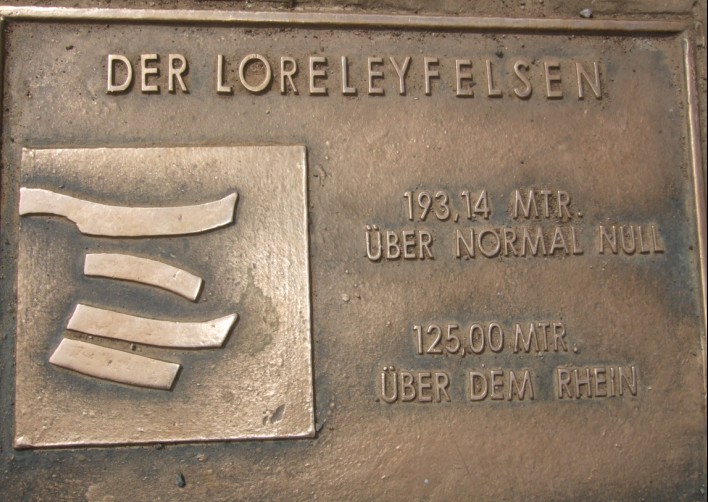 DER LORELEYFELSEN
193,14 MTR.
ÜBER NORMAL NULL
125,00 MTR.
ÜBER DEM RHEIN